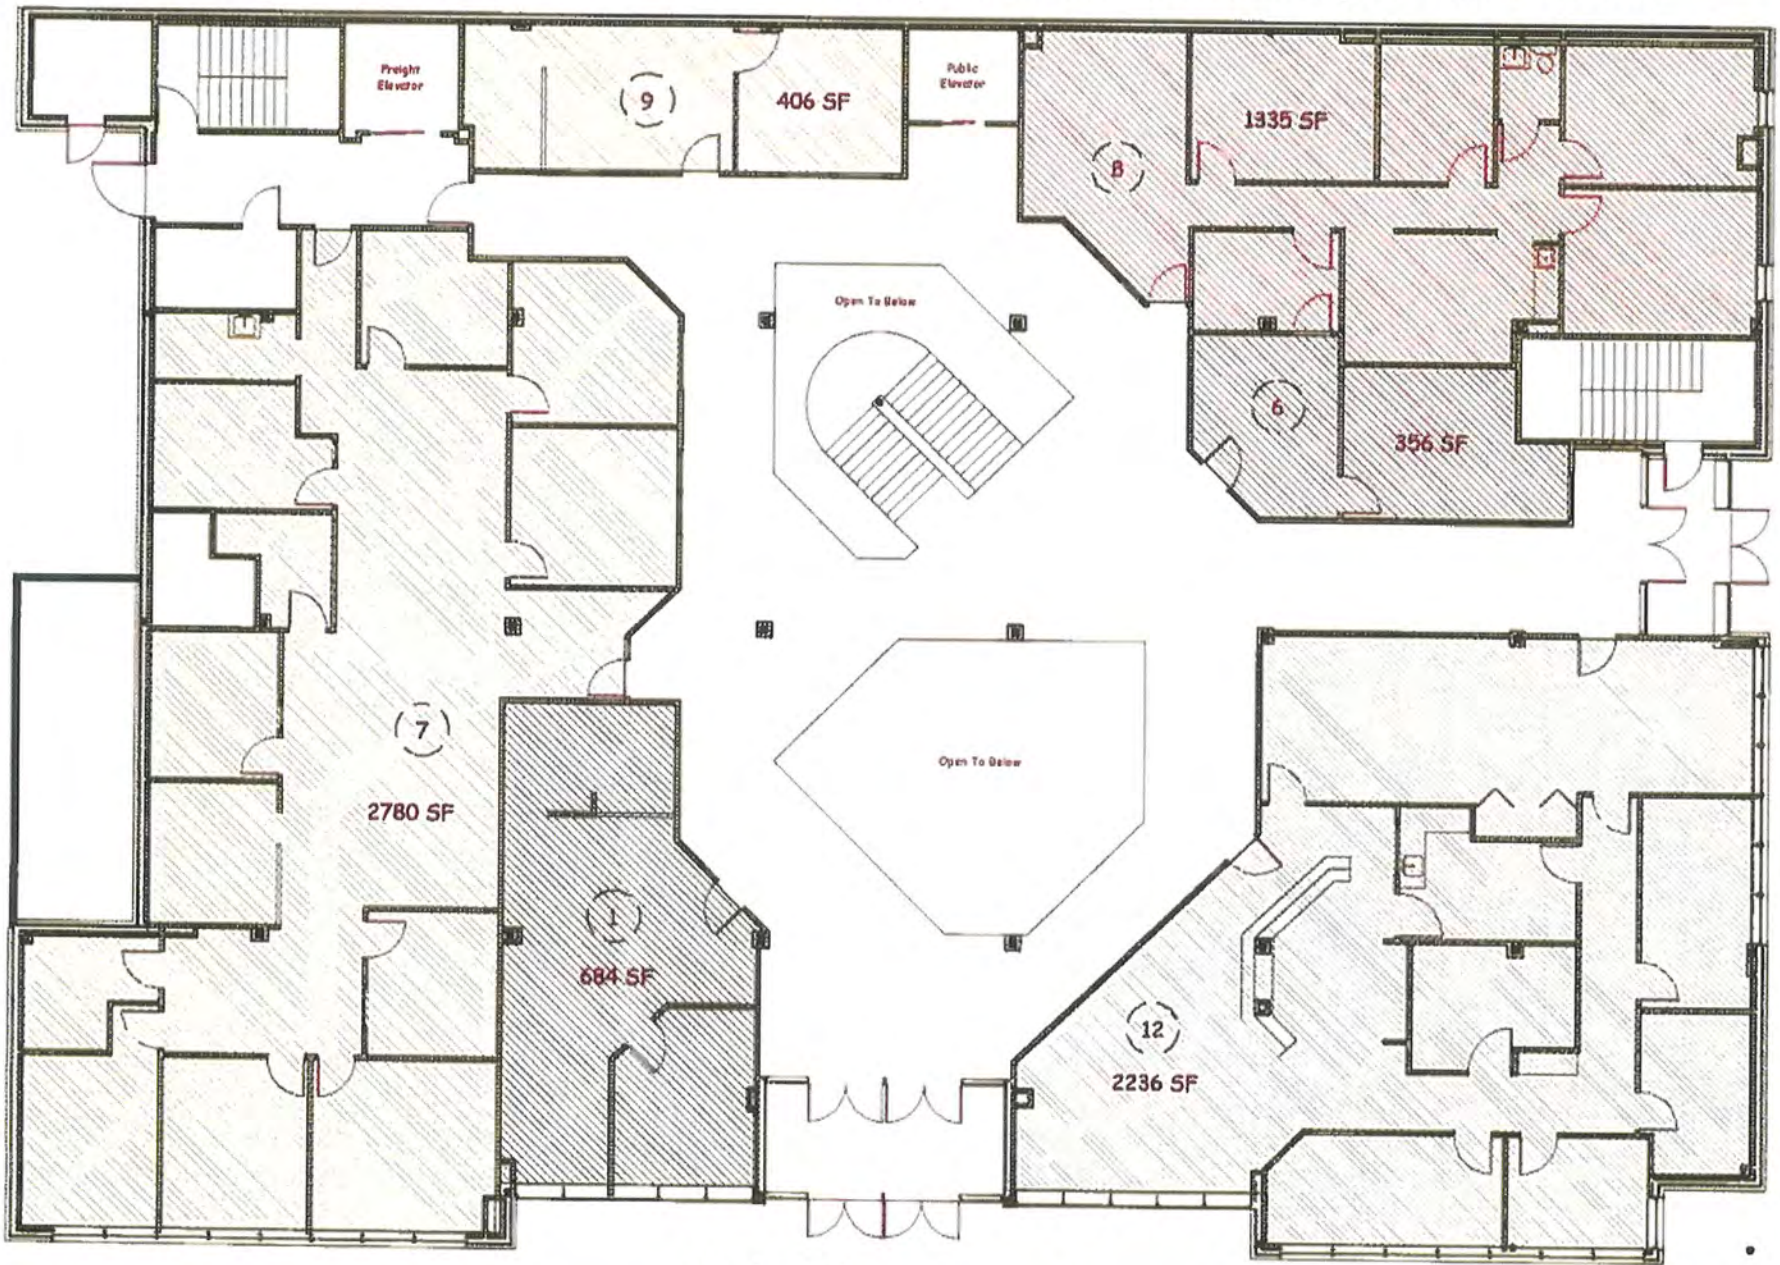 Freight
Elevator
9
406 SF
Public
Elevator
8
1335 SF
Open To Below
6
356 SF
7
2780 SF
Open To Below
1
684 SF
12
2236 SF